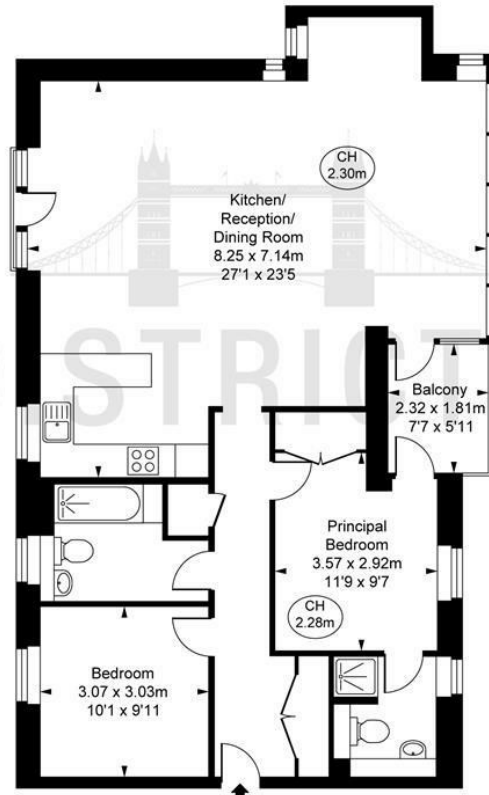 CH
2.30m
Kitchen/
Reception/
Dining Room
8.25 x 7.14m
27'1 x 23'5
DISTRICT
Balcony
2.32 x 1.81m
7'7 x 5'11
Principal
Bedroom
3.57 x 2.92m
11'9 x 9'7
CH
2.28m
Bedroom
3.07 x 3.03m
10'1 x 9'11